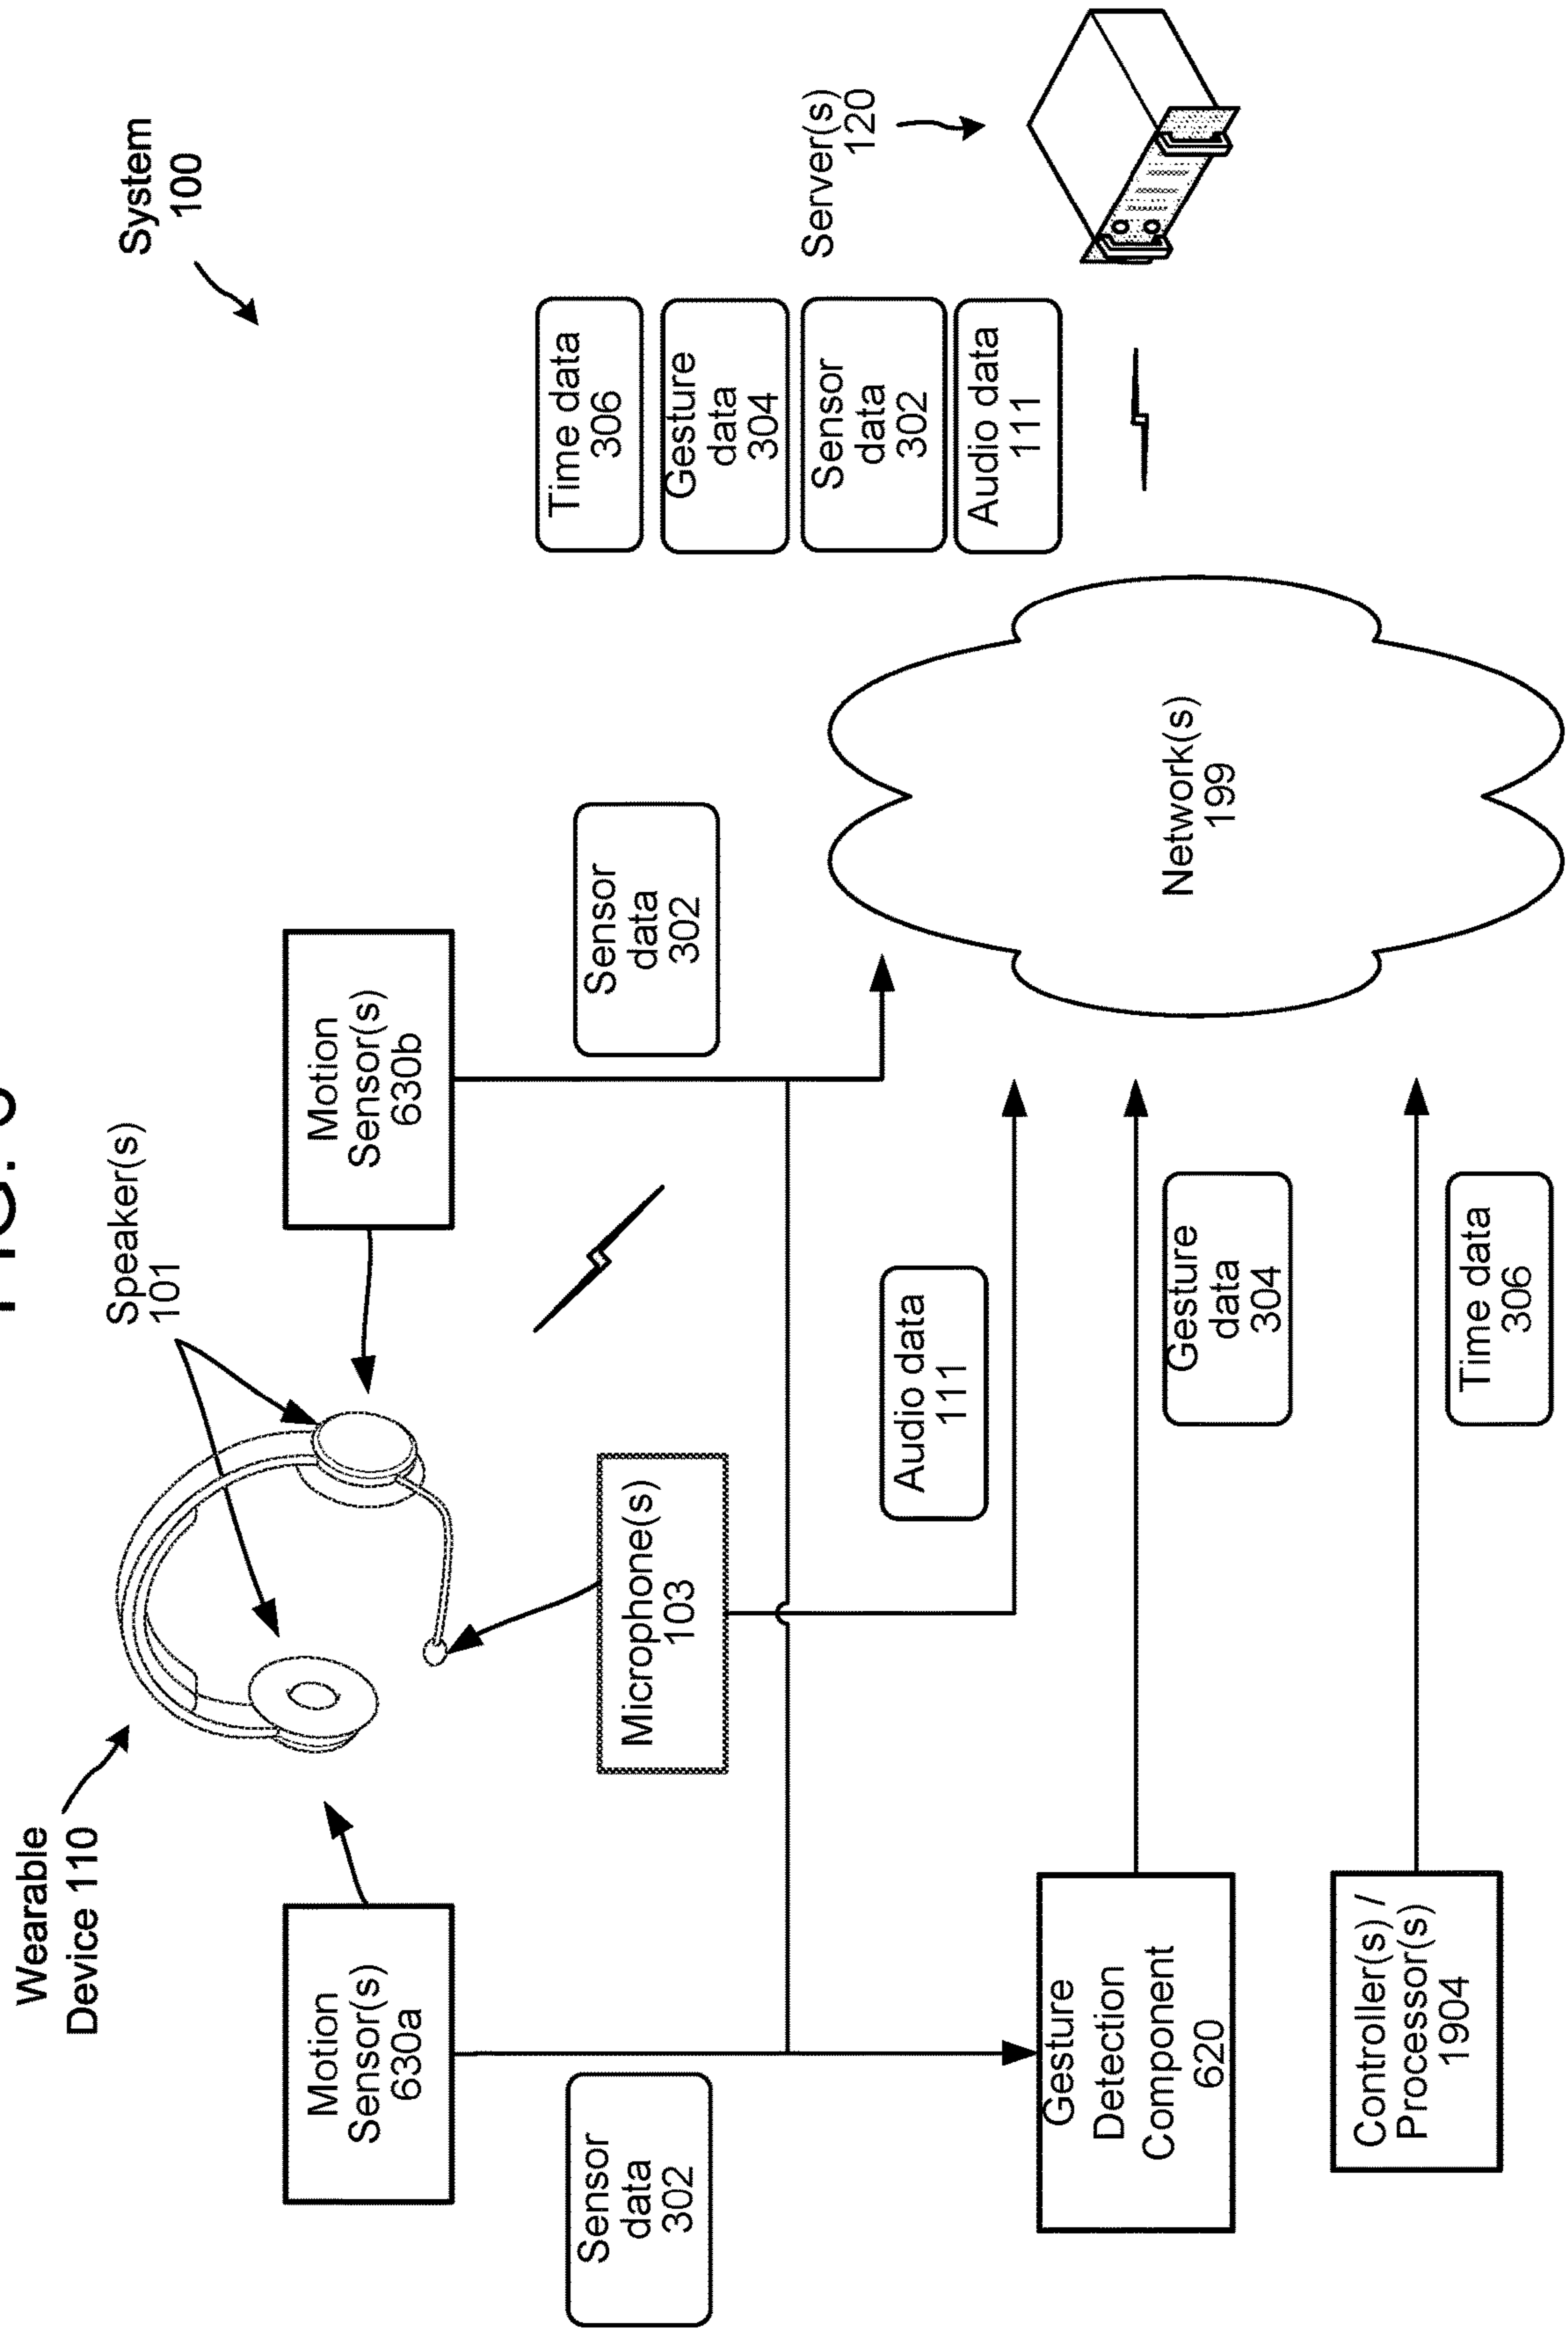 FIG.
Wearable
Device 110
Speaker(s)
101
System
100
Motion
Sensor(s)
630a
Motion
Sensor(s)
630b
Sensor
data
302
Microphone(s)
103
Sensor
data
302
Time data
306
Gesture
data
304
Sensor
data
302
Audio data
111
Server(s)
120
Audio data
111
Gesture
Detection
Component
620
Gesture
data
304
Network(s)
199
Controller(s) /
Processor(s)
1904
Time data
306